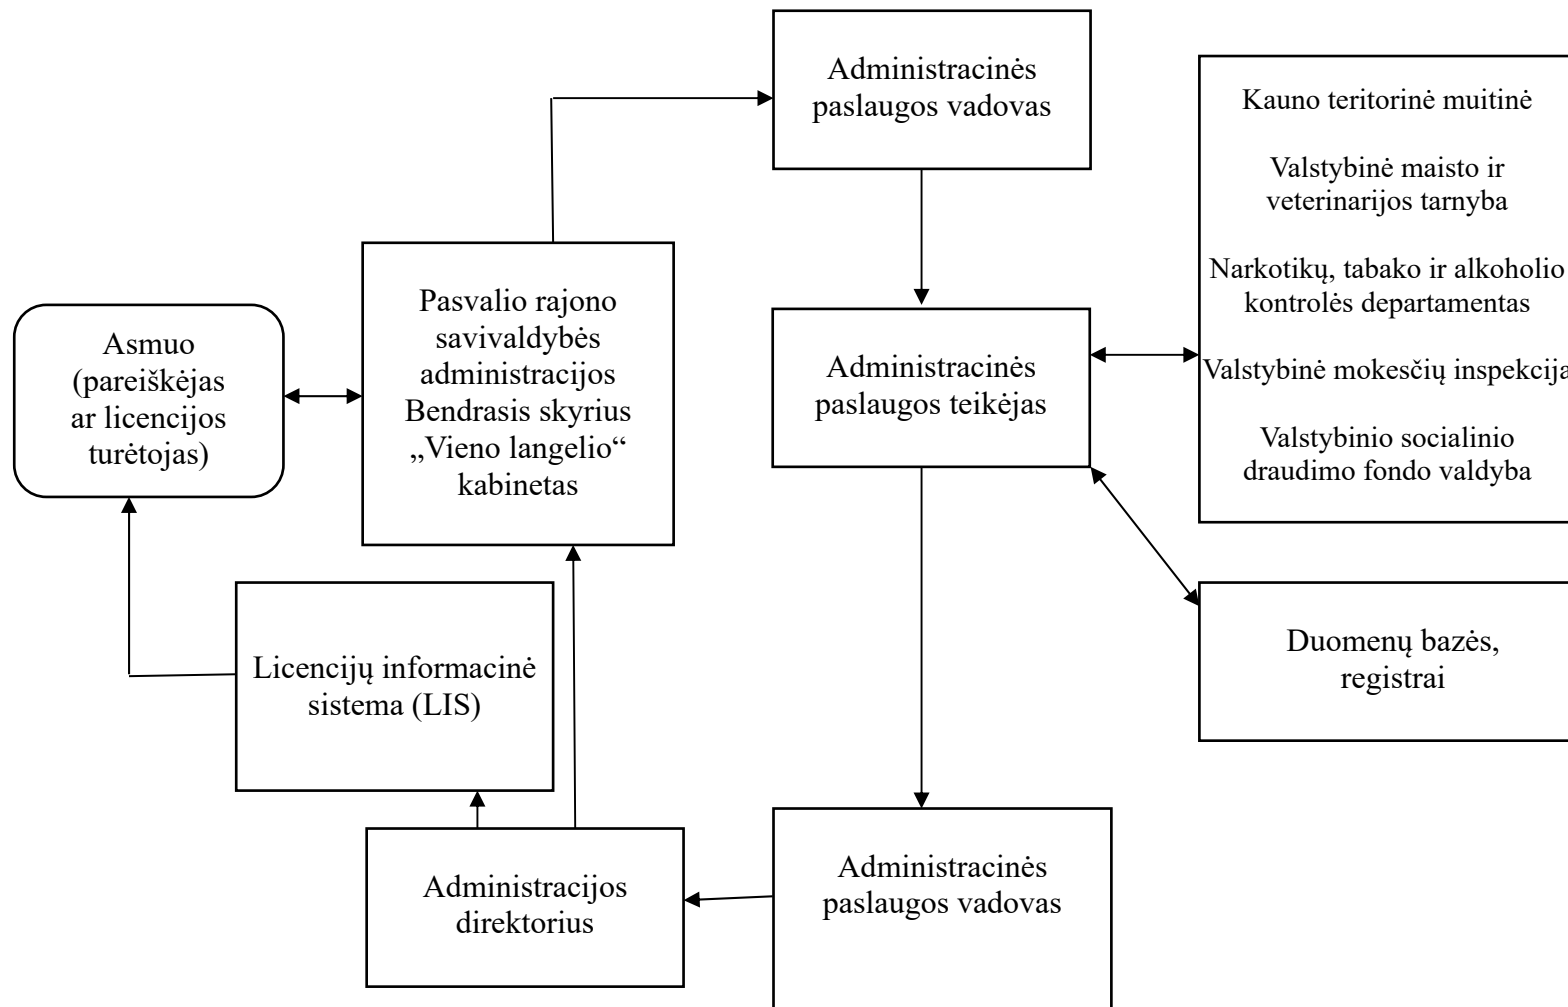 Administracinės
paslaugos vadovas
Kauno teritorinė muitinė
Valstybinė maisto ir
veterinarijos tarnyba
Narkotikų, tabako ir alkoholio
kontrolės departamentas
Valstybinė mokesčių inspekcija
Valstybinio socialinio
draudimo fondo valdyba
Pasvalio rajono
savivaldybės
administracijos
Bendrasis skyrius
„Vieno langelio“
kabinetas
Asmuo
(pareiškėjas
ar licencijos
turėtojas)
Administracinės
paslaugos teikėjas
Licencijų informacinė
sistema (LIS)
Duomenų bazės,
registrai
Administracijos
direktorius
Administracinės
paslaugos vadovas